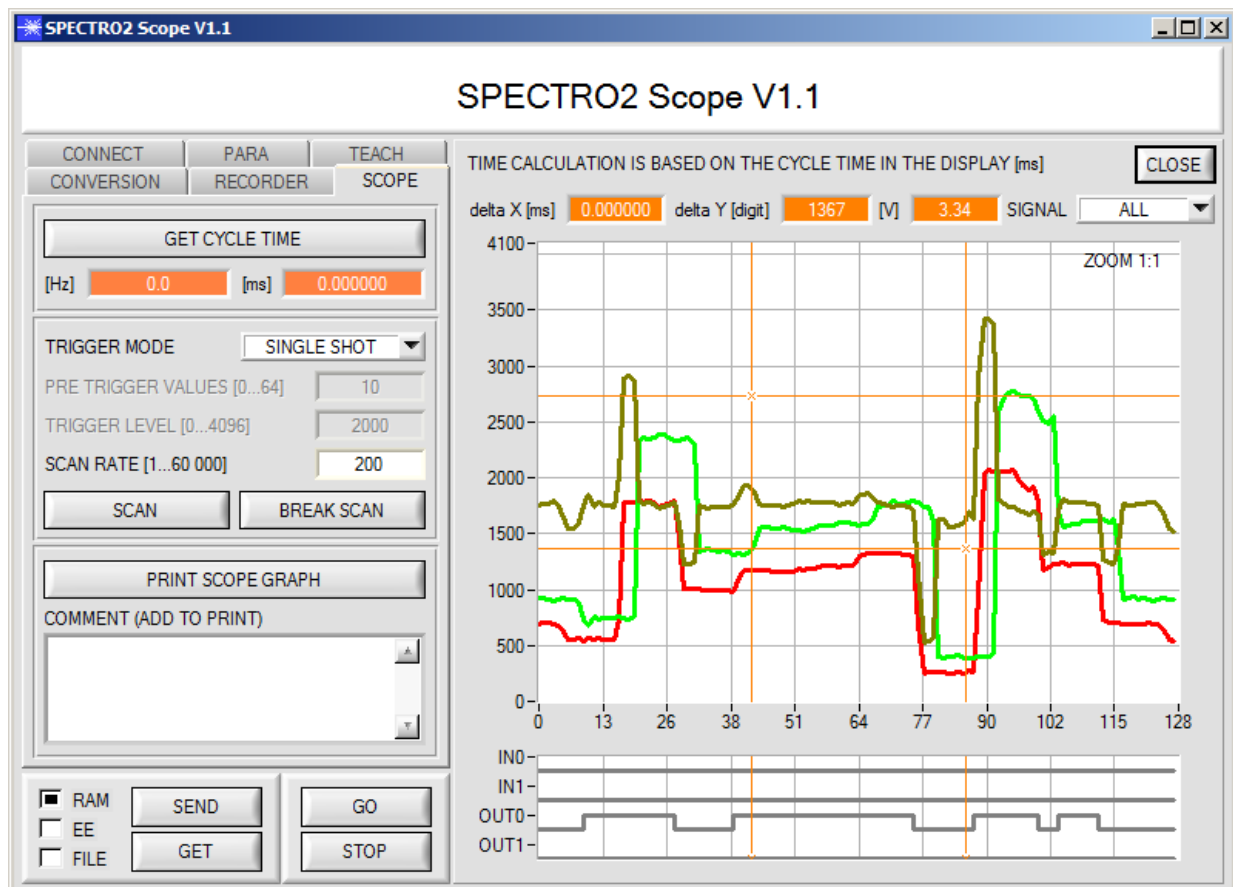 SPECTRO2 Scope V1.1
SPECTRO2 Scope V1.1
CONNECT PARA TEACH
CONVERSION RECORDER SCOPE
GET CYCLE TIME
[Hz] 0.0 [ms] 0.000000
TRIGGER MODE SINGLE SHOT
PRE TRIGGER VALUES [0...64] 10
TRIGGER LEVEL [0...4096] 2000
SCAN RATE [1...60 000] 200
SCAN BREAK SCAN
PRINT SCOPE GRAPH
COMMENT (ADD TO PRINT)
RAM
EE
FILE
SEND
GET
GO
STOP
TIME CALCULATION IS BASED ON THE CYCLE TIME IN THE DISPLAY [ms] CLOSE
delta X [ms] 0.000000 delta Y [digit] 1367 [V] 3.34 SIGNAL ALL
ZOOM 1:1
4100
3500
3000
2500
2000
1500
1000
500
0
0 13 26 38 51 64 77 90 102 115 128
IN0
IN1
OUT0
OUT1